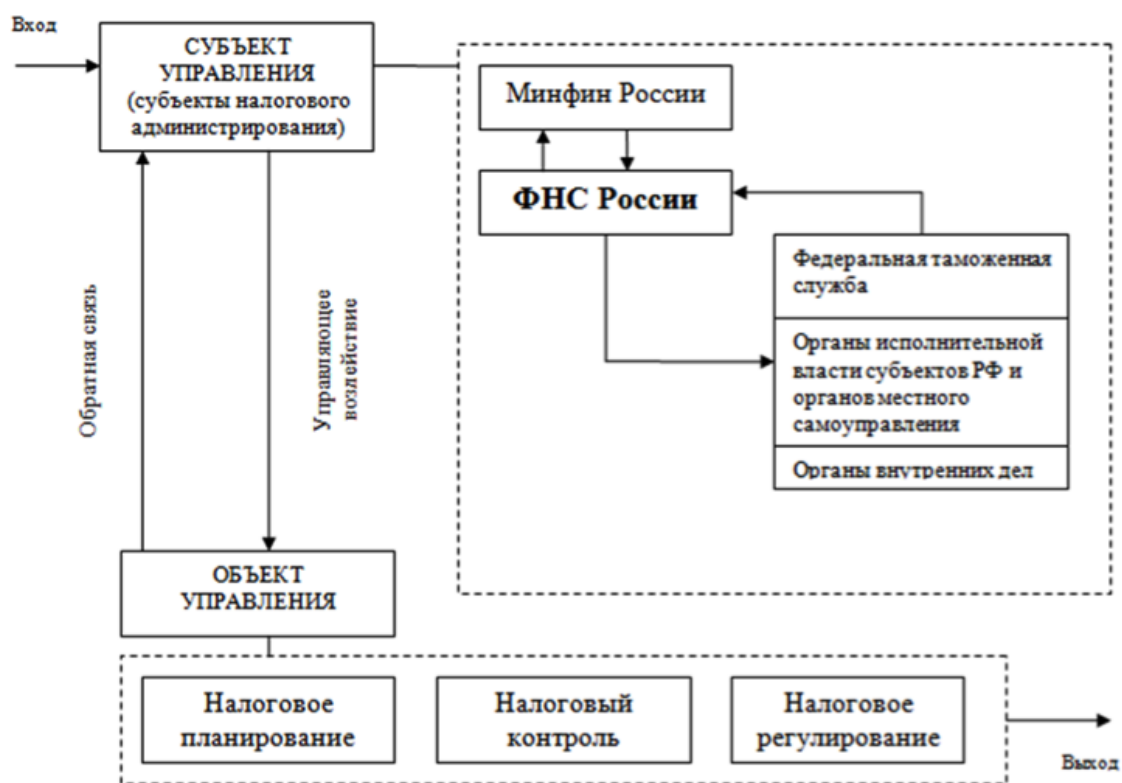 Вход
СУБЪЕКТ
УПРАВЛЕНИЯ
(субъекты налогового
администрирования)
Минфин России
ФНС России
Федеральная таможенная
служба
Органы исполнительной
власти субъектов РФ и
органов местного
самоуправления
Органы внутренних дел
Обратная связь
Управляющее
воздействие
ОБЪЕКТ
УПРАВЛЕНИЯ
Налоговое
планирование
Налоговый
контроль
Налоговое
регулирование
Выход